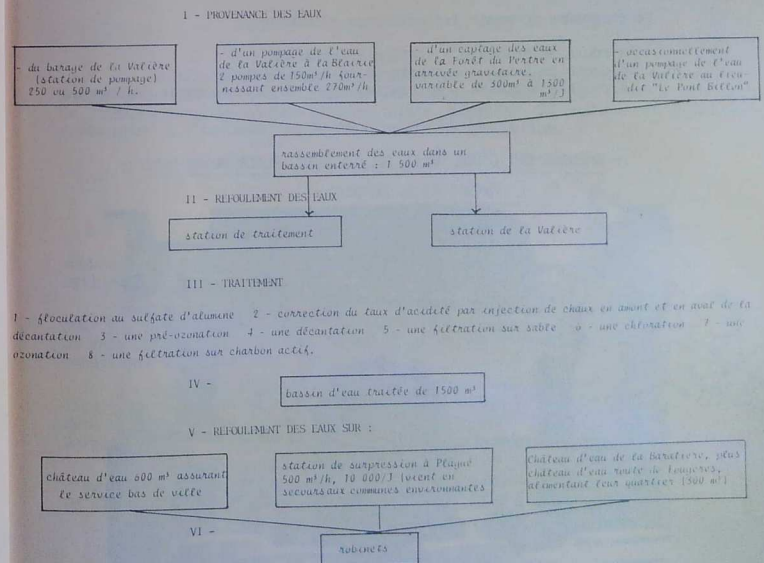 I - PROVENANCE DES EAUX
- du barage de la Valière
(station de pompage)
250 ou 500 m³ / h.
- d'un pompage de l'eau
de la Valière à la Blairie
2 pompes de 150m³/h four-
nissant ensemble 270m³/h
- d'un captage des eaux
de la Forêt du Pertre en
arrivée gravitaire,
variable de 300m³ à 1300
m³/J
- occasionnellement
d'un pompage de l'eau
de la Valière au lieu-
dit "Le Pont Billon"
rassemblement des eaux dans un
bassin enterré : 1 500 m³
II - REFOULEMENT DES EAUX
station de traitement
station de la Valière
III - TRAITEMENT
1 - floculation au sulfate d'alumine 2 - correction du taux d'acidité par injection de chaux en amont et en aval de la
décantation 3 - une pré-ozonation 4 - une décantation 5 - une filtration sur sable 6 - une chloration 7 - une
ozonation 8 - une filtration sur charbon actif.
IV -
bassin d'eau traitée de 1500 m³
V - REFOULEMENT DES EAUX SUR :
château d'eau 600 m³ assurant
le service bas de ville
station de surpression à Plagué
500 m³/h, 10 000/J (vient en
secours aux communes environnantes
Château d'eau de la Baratière, plus
château d'eau route de Fougères,
alimentant leur quartier (300 m³)
VI -
robinets